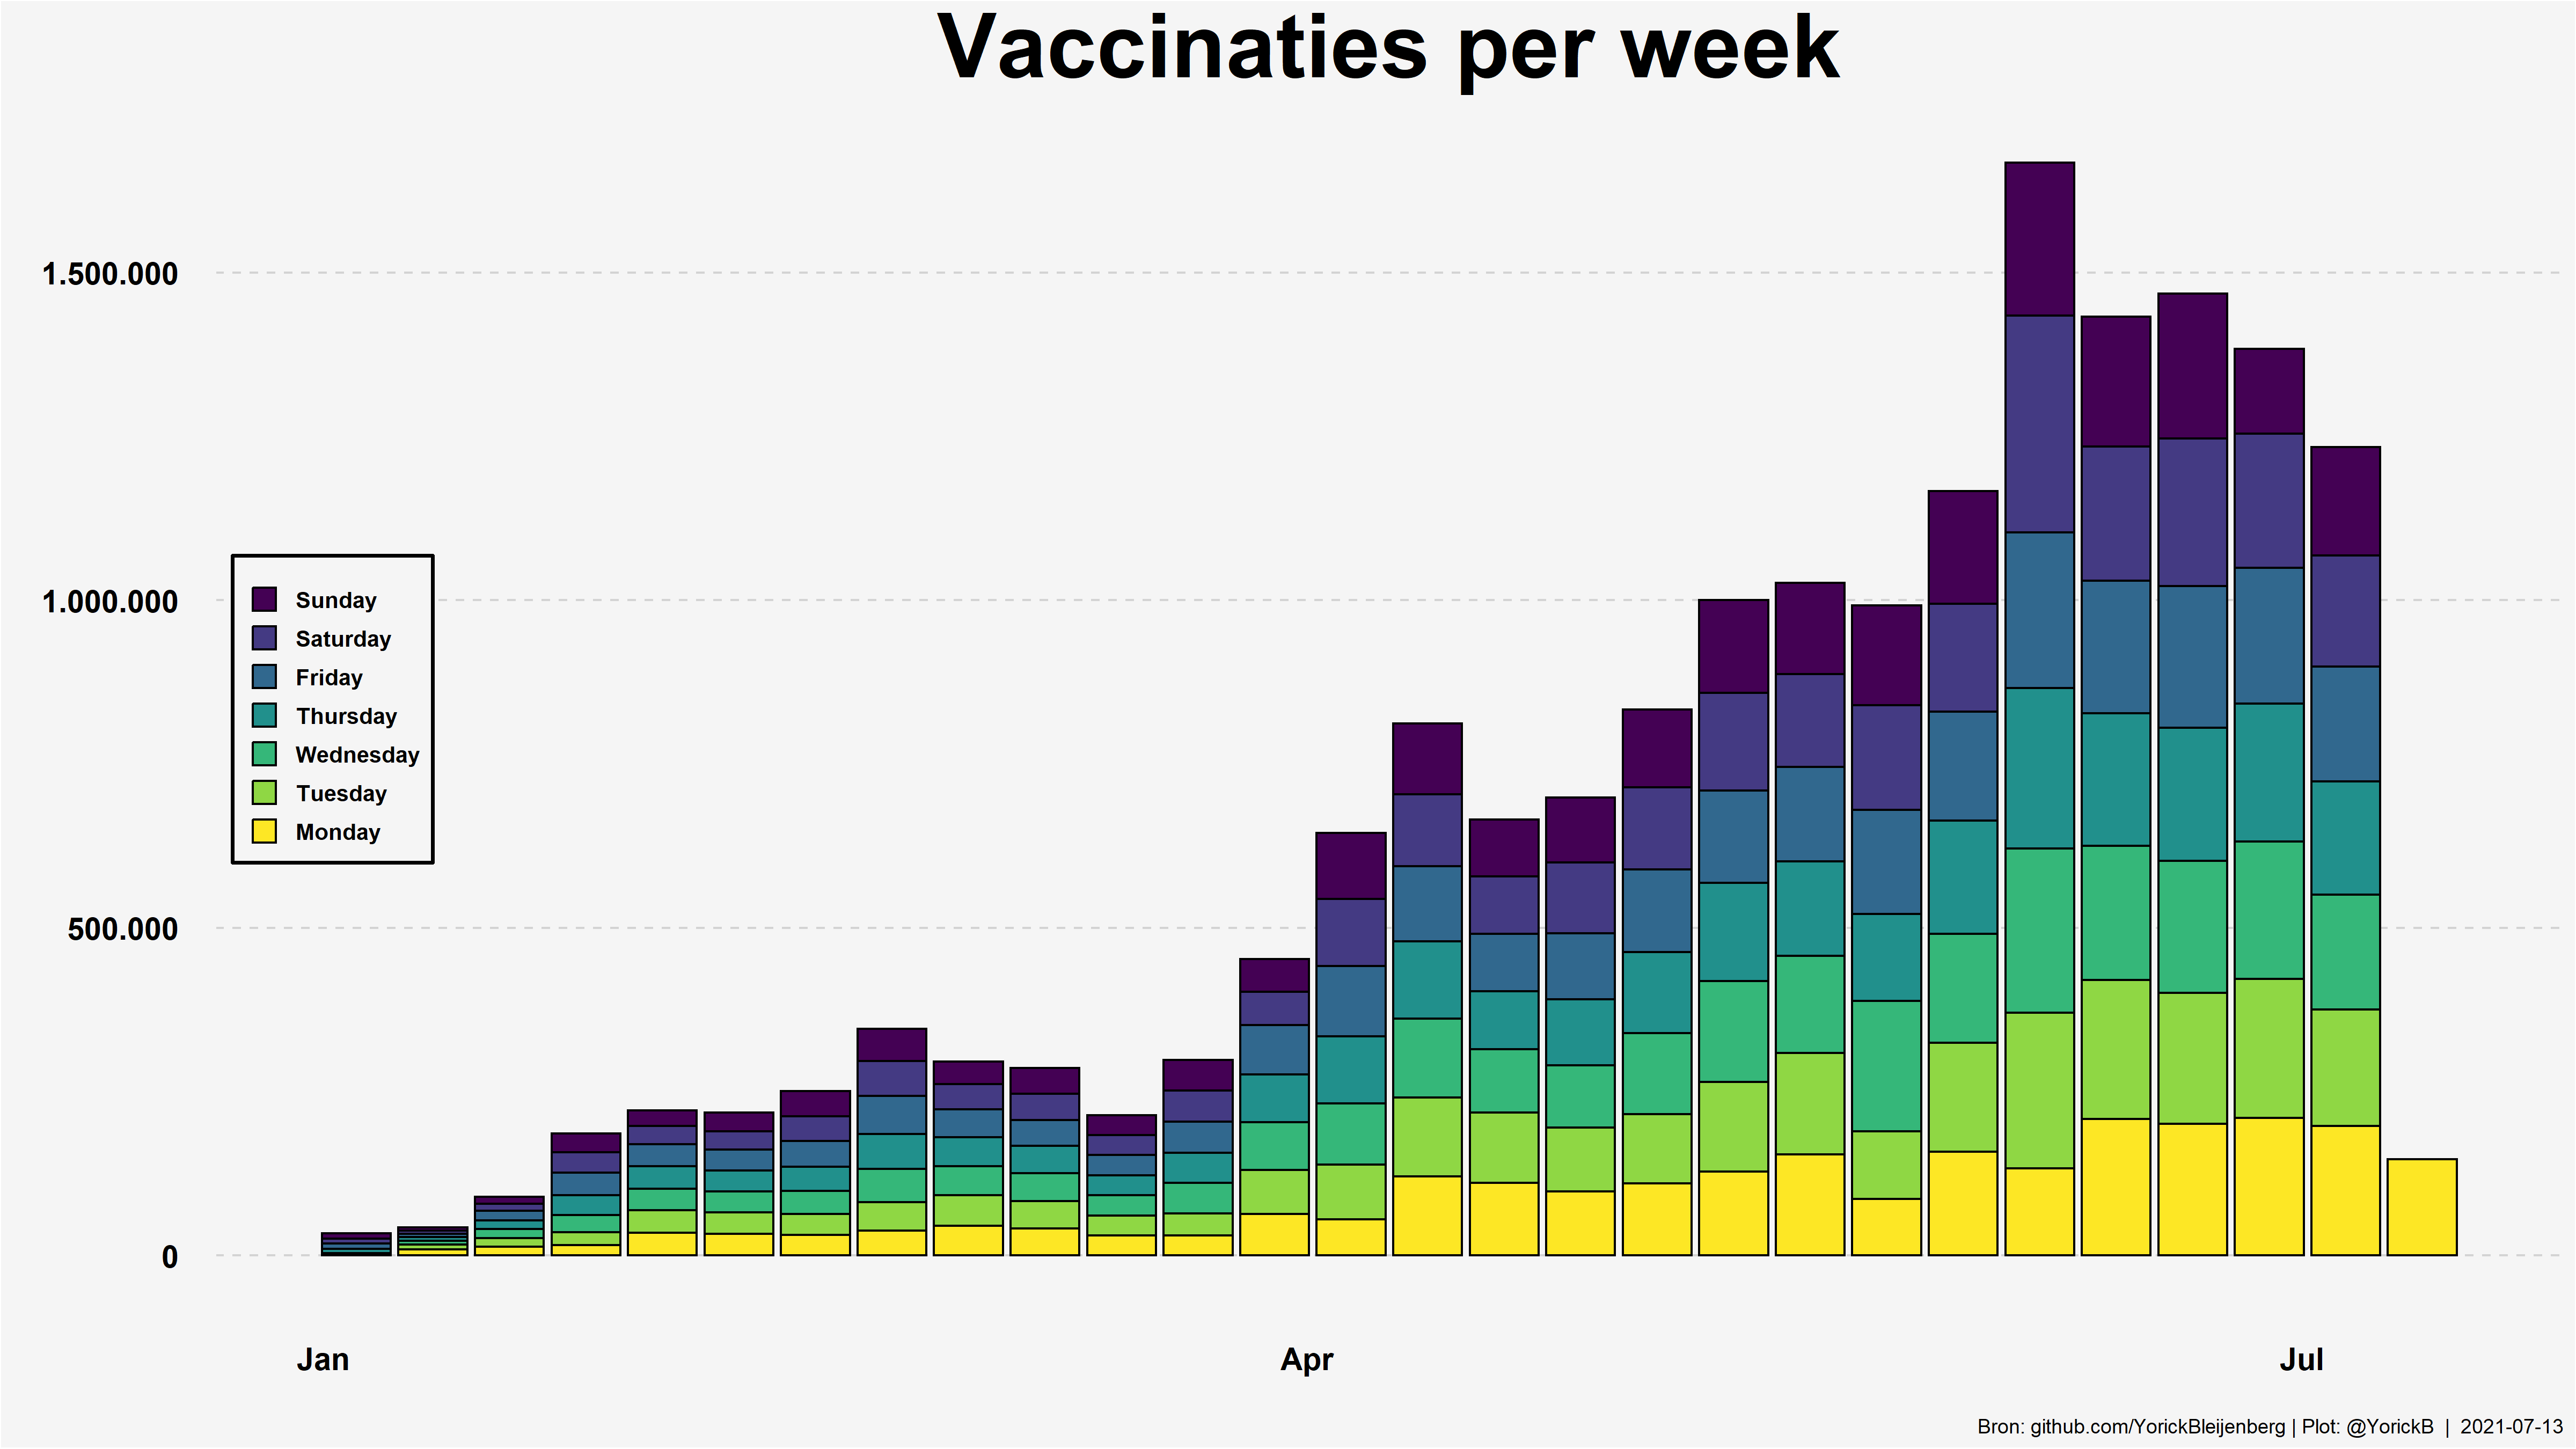 Vaccinaties per week
1.500.000
1.000.000
500.000
0
Sunday
Saturday
Friday
Thursday
Wednesday
Tuesday
Monday
Jan Apr Jul
Bron: github.com/YorickBleijenberg | Plot: @YorickB | 2021-07-13